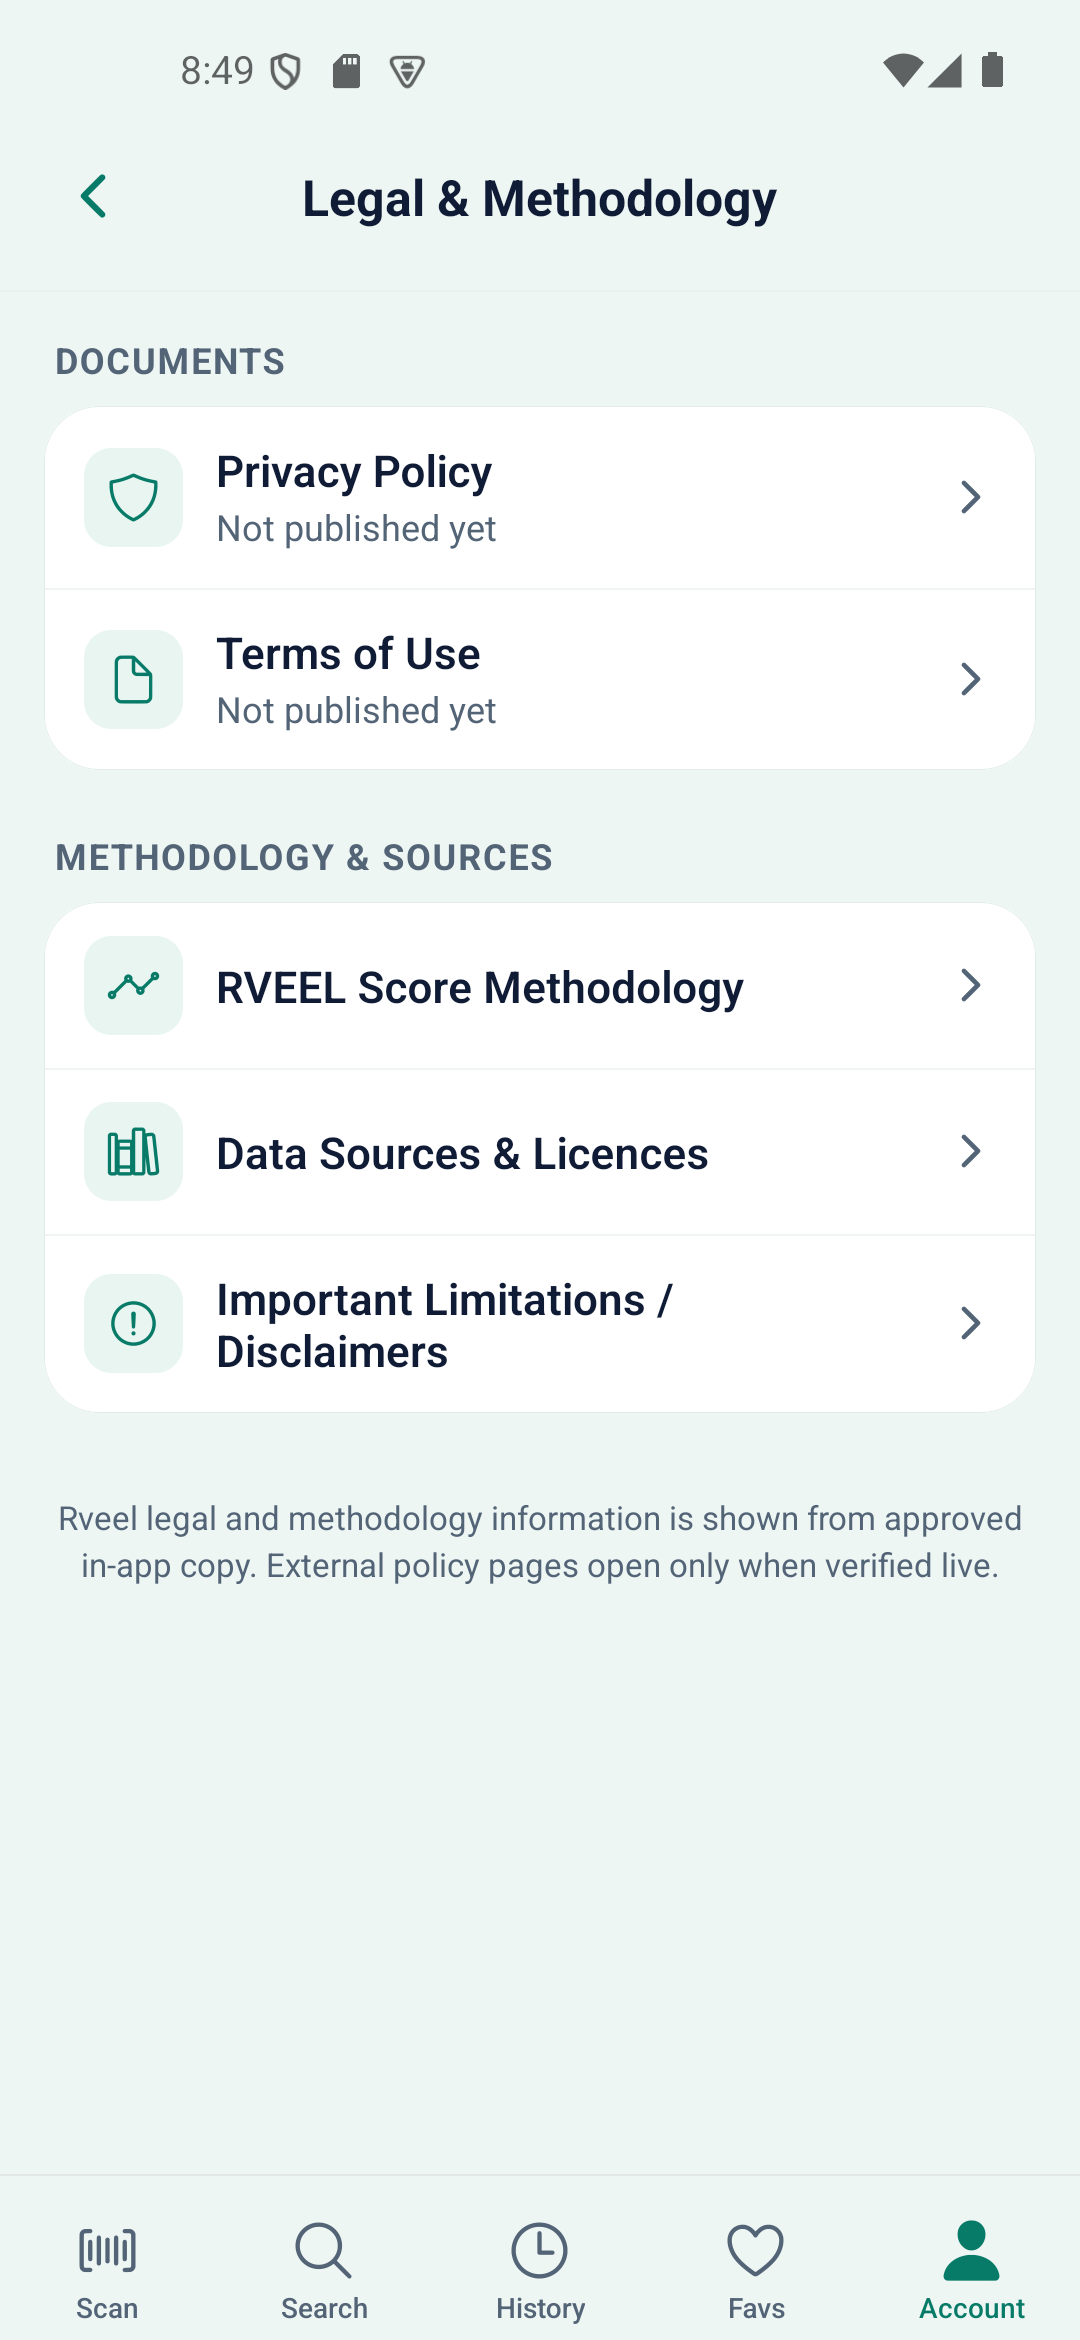 8:49
Legal & Methodology
DOCUMENTS
Privacy Policy
Not published yet
Terms of Use
Not published yet
METHODOLOGY & SOURCES
RVEEL Score Methodology
Data Sources & Licences
Important Limitations /
Disclaimers
Rveel legal and methodology information is shown from approved
in-app copy. External policy pages open only when verified live.
Scan
Search
History
Favs
Account